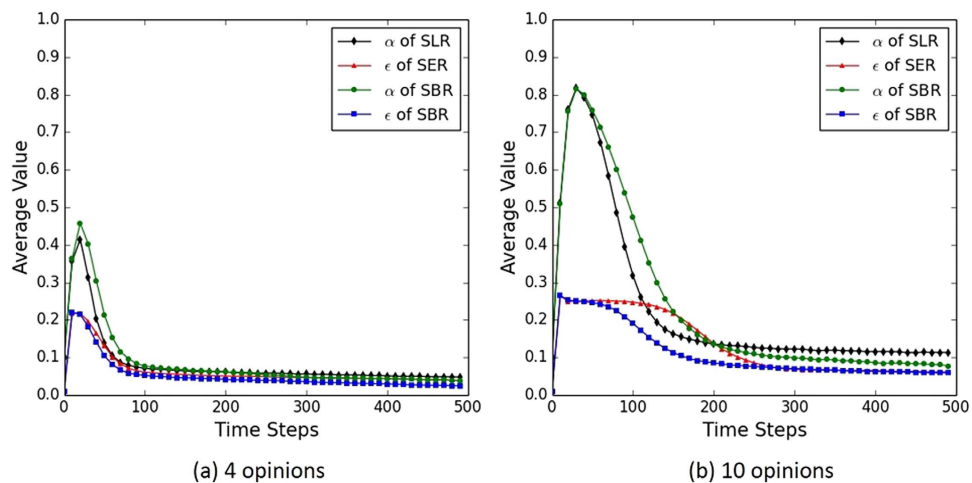 1.0
0.9
0.8
0.7
0.6
0.5
0.4
0.3
0.2
0.1
0.0
Average Value
0 100 200 300 400 500
Time Steps
α of SLR
ϵ of SER
α of SBR
ϵ of SBR
(a) 4 opinions
1.0
0.9
0.8
0.7
0.6
0.5
0.4
0.3
0.2
0.1
0.0
Average Value
0 100 200 300 400 500
Time Steps
α of SLR
ϵ of SER
α of SBR
ϵ of SBR
(b) 10 opinions